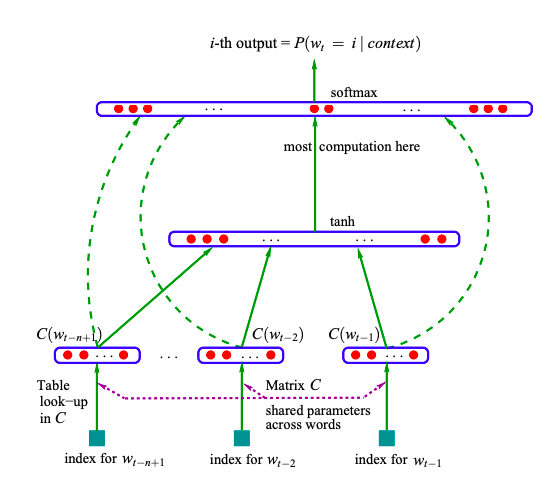 i-th output = P(w_t = i | context)
softmax
. . .
. . .
most computation here
tanh
. . .
. . .
C(w_{t−n+1})
C(w_{t−2})
C(w_{t−1})
. . .
. . .
. . .
. . .
Table
look−up
in C
Matrix C
shared parameters
across words
index for w_{t−n+1}
index for w_{t−2}
index for w_{t−1}